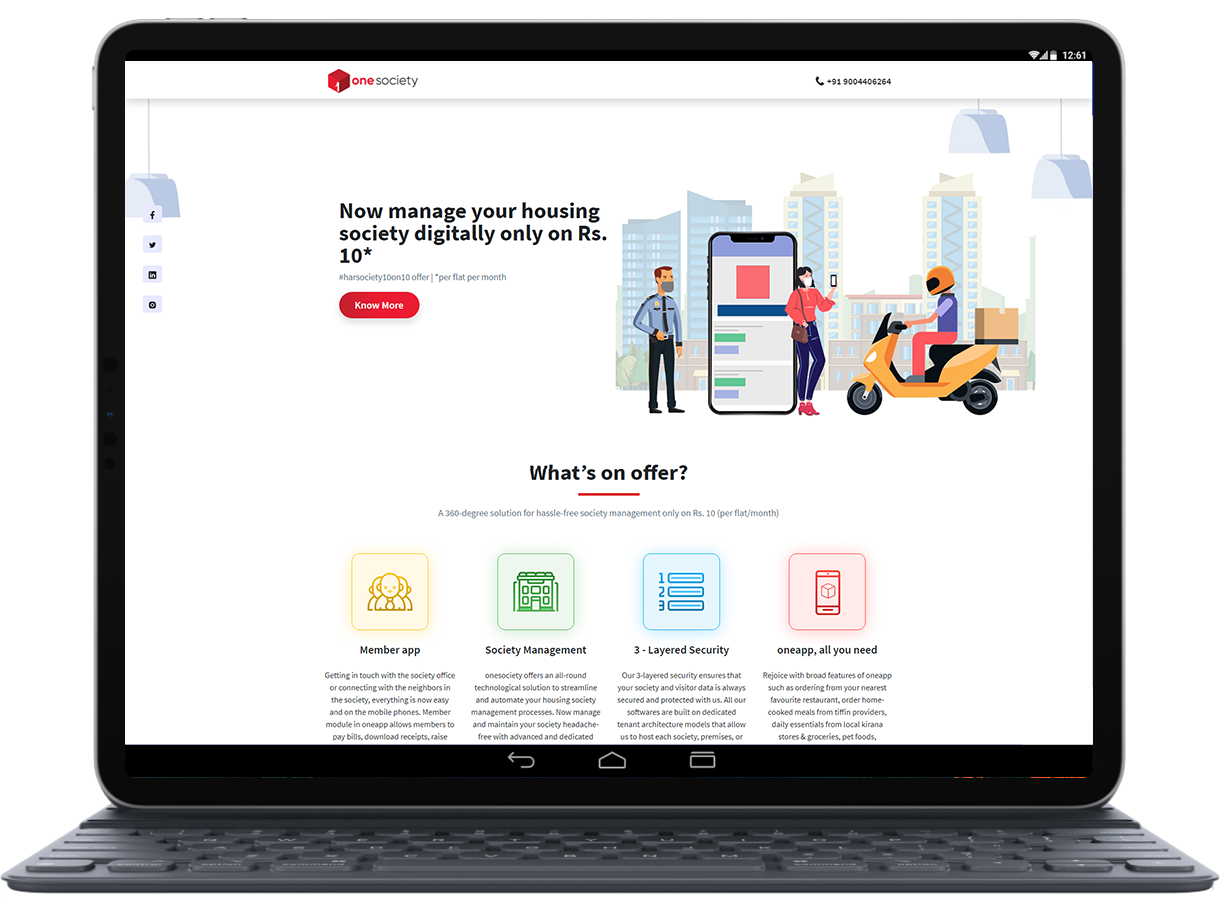 12:61
onesociety
+91 9004406264
Now manage your housing
society digitally only on Rs.
10*
#harsociety10on10 offer | *per flat per month
Know More
What's on offer?
A 360-degree solution for hassle-free society management only on Rs. 10 (per flat/month)
Member app
Getting in touch with the society office
or connecting with the neighbors in
the society, everything is now easy
and on the mobile phones. Member
module in oneapp allows members to
pay bills, download receipts, raise
Society Management
onesociety offers an all-round
technological solution to streamline
and automate your housing society
management processes. Now manage
and maintain your society headache-
free with advanced and dedicated
3 - Layered Security
Our 3-layered security ensures that
your society and visitor data is always
secured and protected with us. All our
softwares are built on dedicated
tenant architecture models that allow
us to host each society, premises, or
oneapp, all you need
Rejoice with broad features of oneapp
such as ordering from your nearest
favourite restaurant, order home-
cooked meals from tiffin providers,
daily essentials from local kirana
stores & groceries, pet foods,